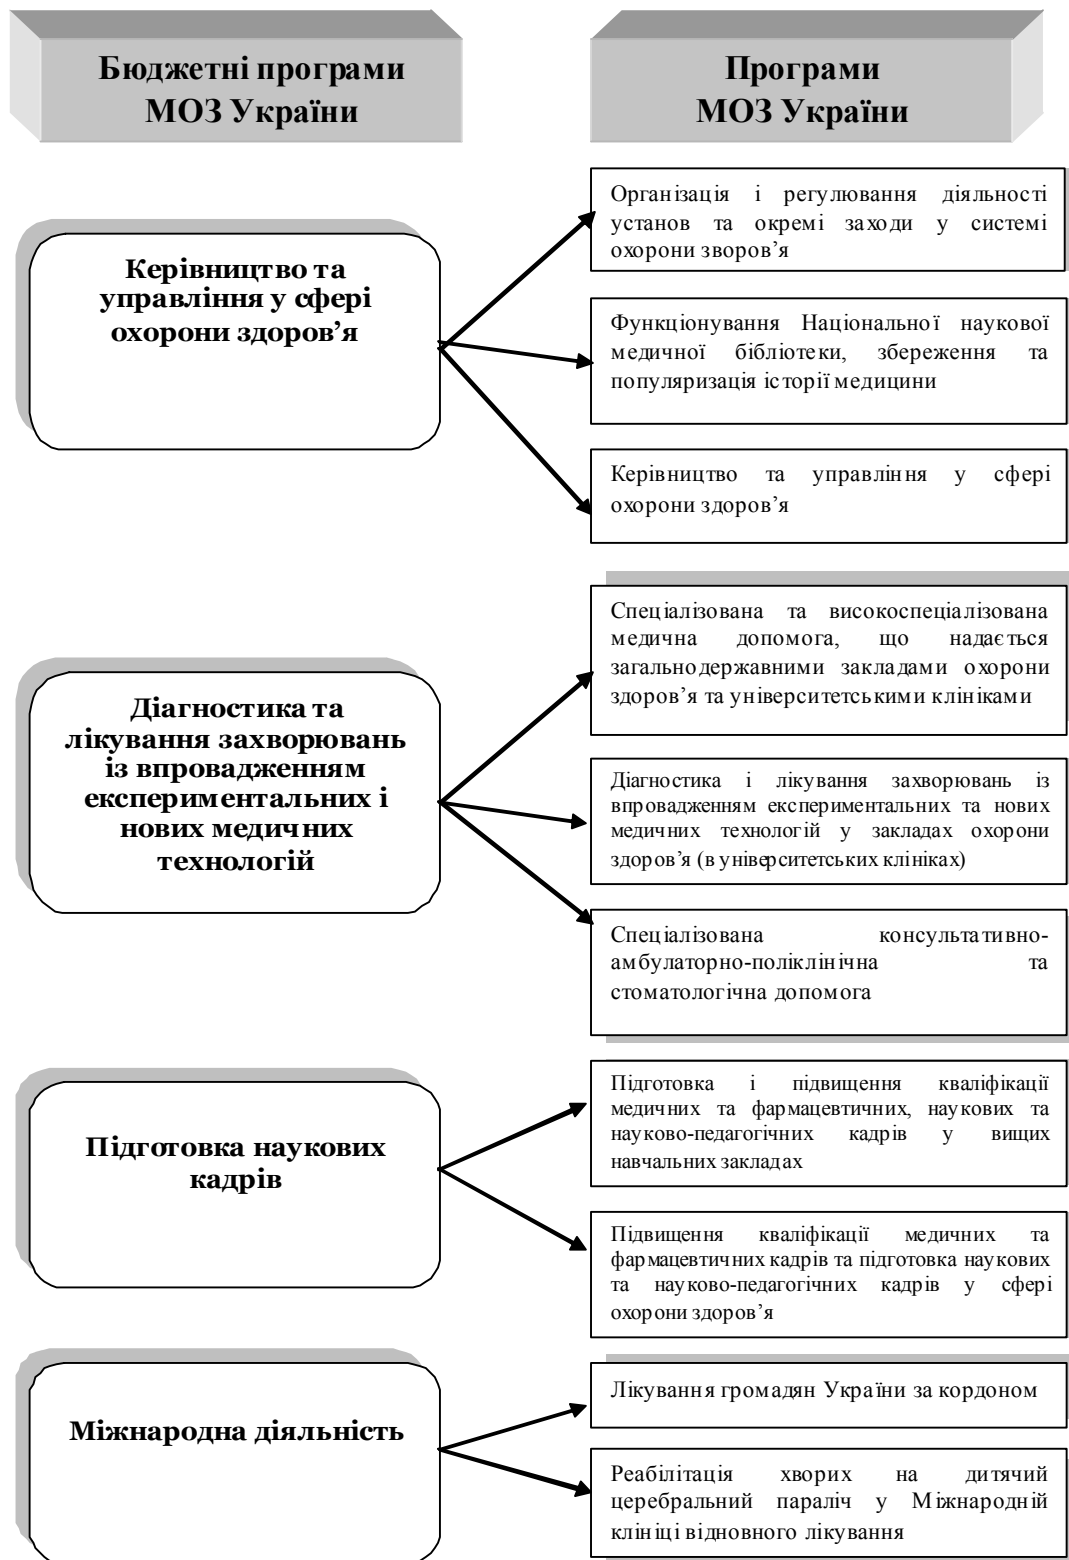 Бюджетні програми
МОЗ України
Програми
МОЗ України
Керівництво та
управління у сфері
охорони здоров’я
Організація і регулювання діяльності
установ та окремі заходи у системі
охорони зворов’я
Функціонування Національної наукової
медичної бібліотеки, збереження та
популяризація історії медицини
Керівництво та управління у сфері
охорони здоров’я
Діагностика та
лікування захворювань
із впровадженням
експериментальних і
нових медичних
технологій
Спеціалізована та високоспеціалізована
медична допомога, що надається
загальнодержавними закладами охорони
здоров’я та університетськими клініками
Діагностика і лікування захворювань із
впровадженням експериментальних та нових
медичних технологій у закладах охорони
здоров’я (в університетських клініках)
Спеціалізована консультативно-
амбулаторно-поліклінічна та
стоматологічна допомога
Підготовка наукових
кадрів
Підготовка і підвищення кваліфікації
медичних та фармацевтичних, наукових та
науково-педагогічних кадрів у вищих
навчальних закладах
Підвищення кваліфікації медичних та
фармацевтичних кадрів та підготовка наукових
та науково-педагогічних кадрів у сфері
охорони здоров’я
Міжнародна діяльність
Лікування громадян України за кордоном
Реабілітація хворих на дитячий
церебральний параліч у Міжнародній
клініці відновного лікування